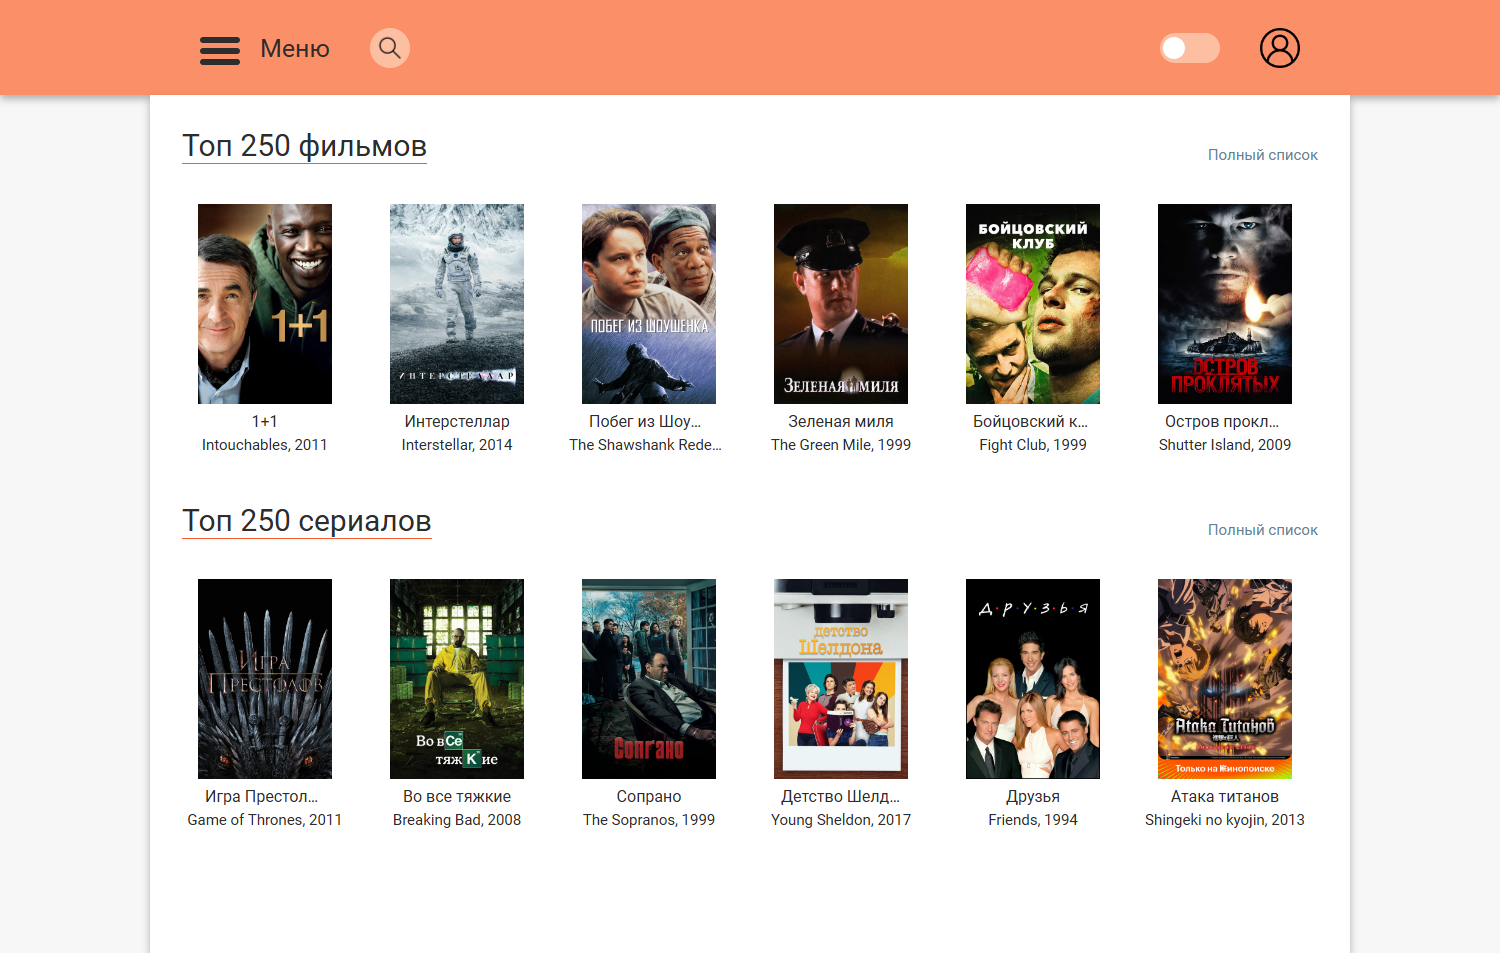 Меню
Топ 250 фильмов
Полный список
1+1
ИНТЕРСТЕЛЛАР
ПОБЕГ ИЗ ШОУШЕНКА
ЗЕЛЕНАЯ МИЛЯ
БОЙЦОВСКИЙ
КЛУБ
ОСТРОВ
ПРОКЛЯТЫХ
1+1
Intouchables, 2011
Интерстеллар
Interstellar, 2014
Побег из Шоу...
The Shawshank Rede...
Зеленая миля
The Green Mile, 1999
Бойцовский к...
Fight Club, 1999
Остров прокл...
Shutter Island, 2009
Топ 250 сериалов
Полный список
ИГРА
ПРЕСТОЛОВ
Во вСе
тяжКие
Сопрано
детство
Шелдона
Д·Р·У·З·Ь·Я
Атака Титанов
Только на Кинопоиске
Игра Престол...
Game of Thrones, 2011
Во все тяжкие
Breaking Bad, 2008
Сопрано
The Sopranos, 1999
Детство Шелд...
Young Sheldon, 2017
Друзья
Friends, 1994
Атака титанов
Shingeki no kyojin, 2013